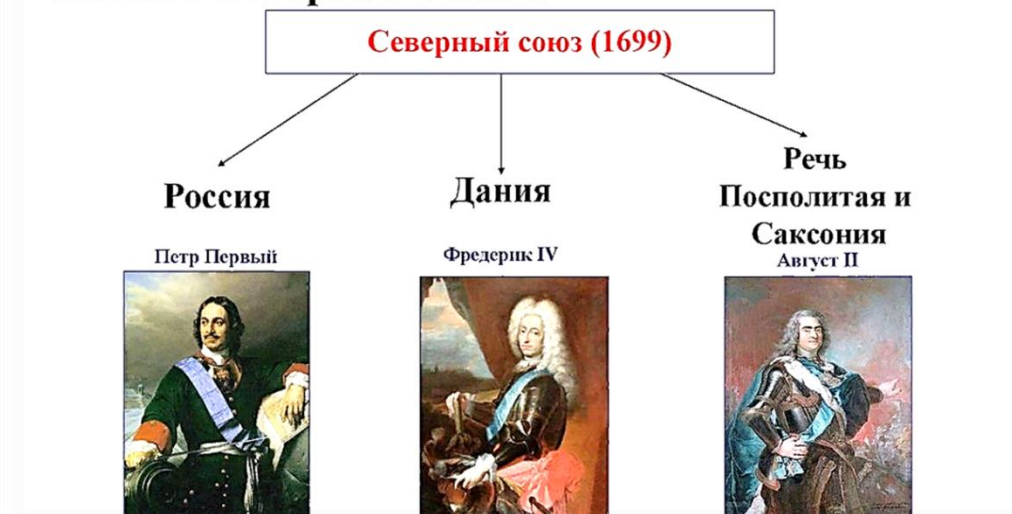 Северный союз (1699)
Россия
Петр Первый
Дания
Фредерик IV
Речь
Посполитая и
Саксония
Август II